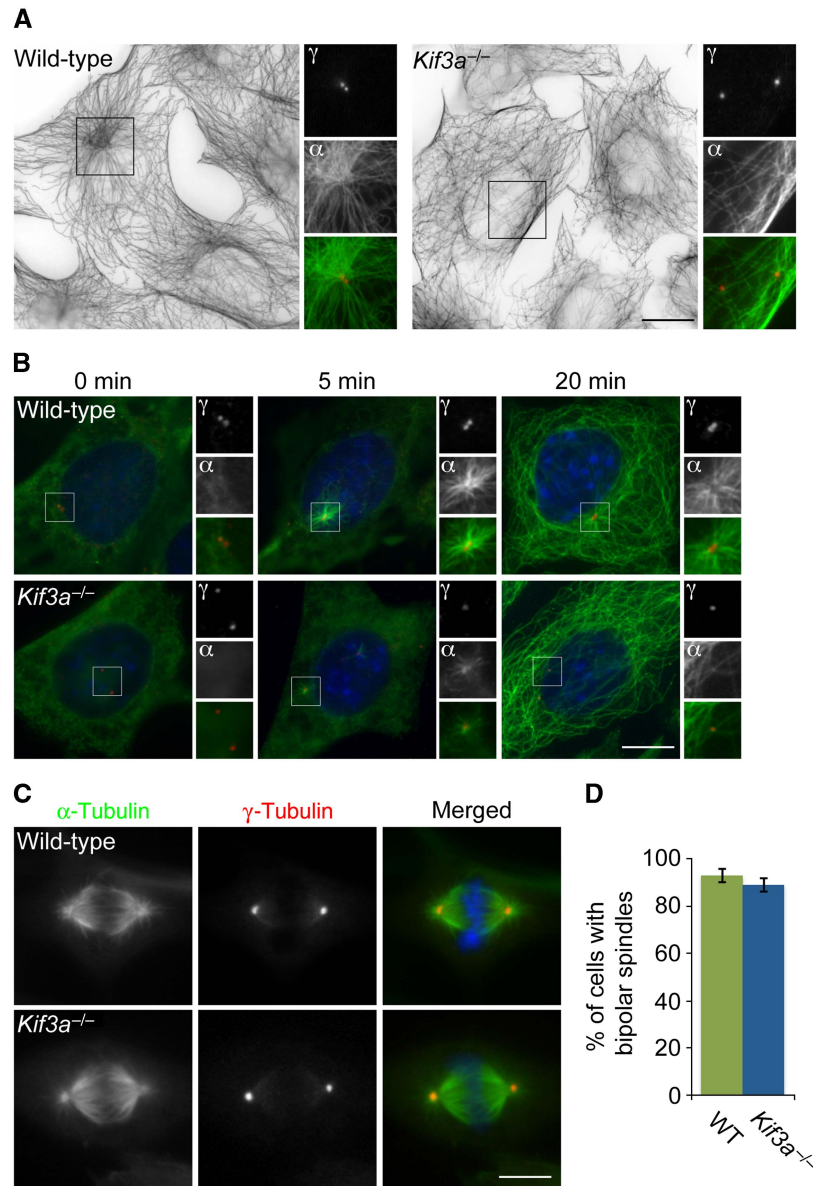 A
Wild-type
γ
α
Kif3a−/−
γ
α
B
0 min
5 min
20 min
Wild-type
γ
α
γ
α
γ
α
Kif3a−/−
γ
α
γ
α
γ
α
C
α-Tubulin
γ-Tubulin
Merged
Wild-type
Kif3a−/−
D
% of cells with
bipolar spindles
100
80
60
40
20
0
WT
Kif3a−/−